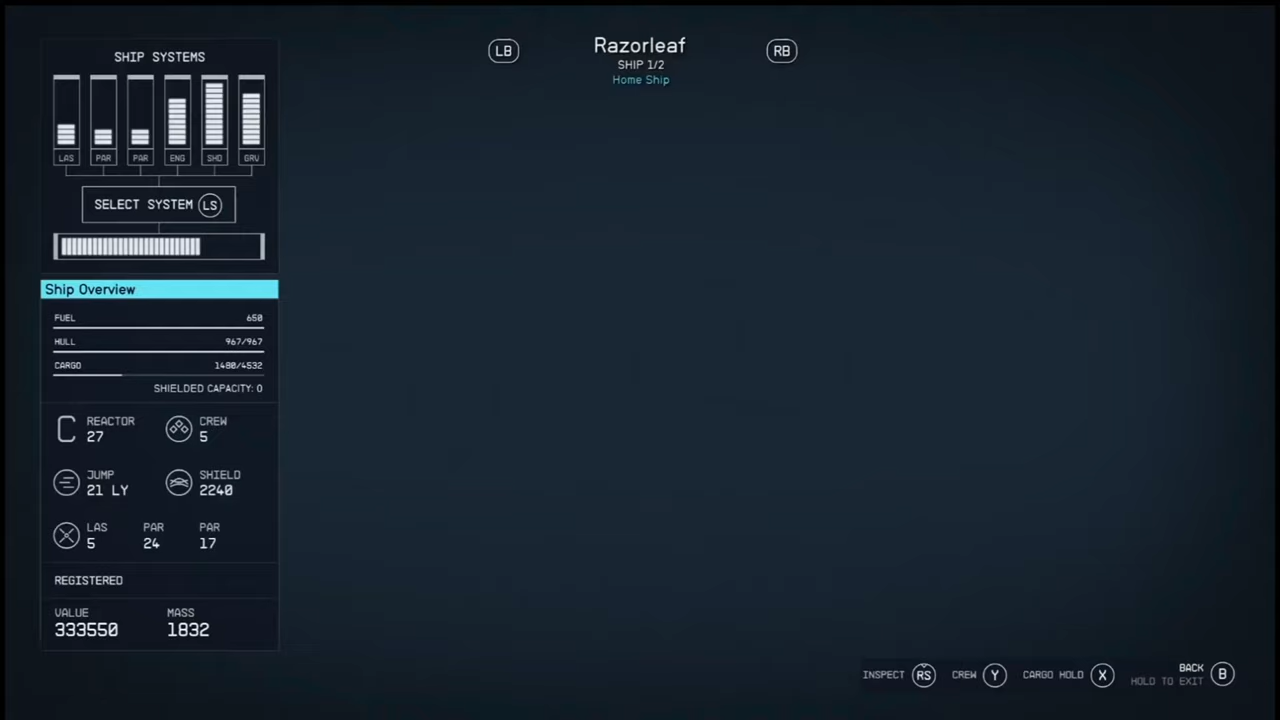 SHIP SYSTEMS
LAS PAR PAR ENG SHD GRV
SELECT SYSTEM LS
LB Razorleaf RB
SHIP 1/2
Home Ship
Ship Overview
FUEL 650
HULL 967/967
CARGO 1480/4532
SHIELDED CAPACITY: 0
C REACTOR 27
CREW 5
JUMP 21 LY
SHIELD 2240
LAS 5
PAR 24
PAR 17
REGISTERED
VALUE 333550
MASS 1832
INSPECT RS CREW Y CARGO HOLD X BACK B
HOLD TO EXIT